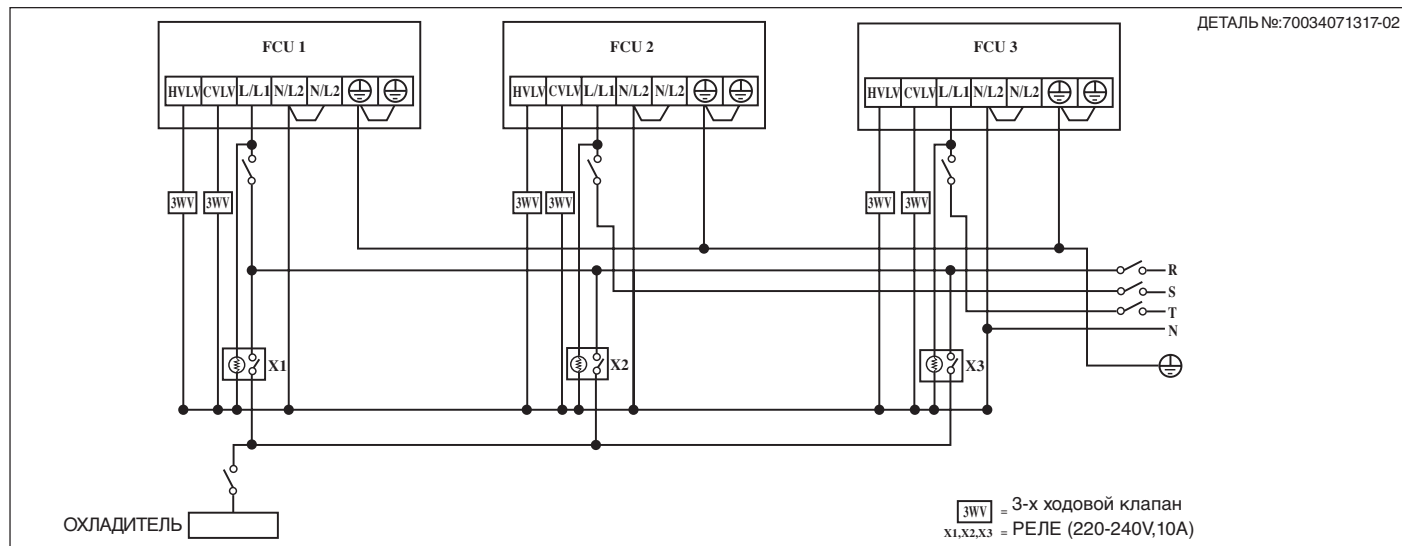 ДЕТАЛЬ №:70034071317-02
FCU 1
FCU 2
FCU 3
HVLV CVLV L/L1 N/L2 N/L2
HVLV CVLV L/L1 N/L2 N/L2
HVLV CVLV L/L1 N/L2 N/L2
3WV 3WV
3WV 3WV
3WV 3WV
R
S
T
N
X1
X2
X3
ОХЛАДИТЕЛЬ
3WV = 3-х ходовой клапан
X1,X2,X3 = РЕЛЕ (220-240V,10A)